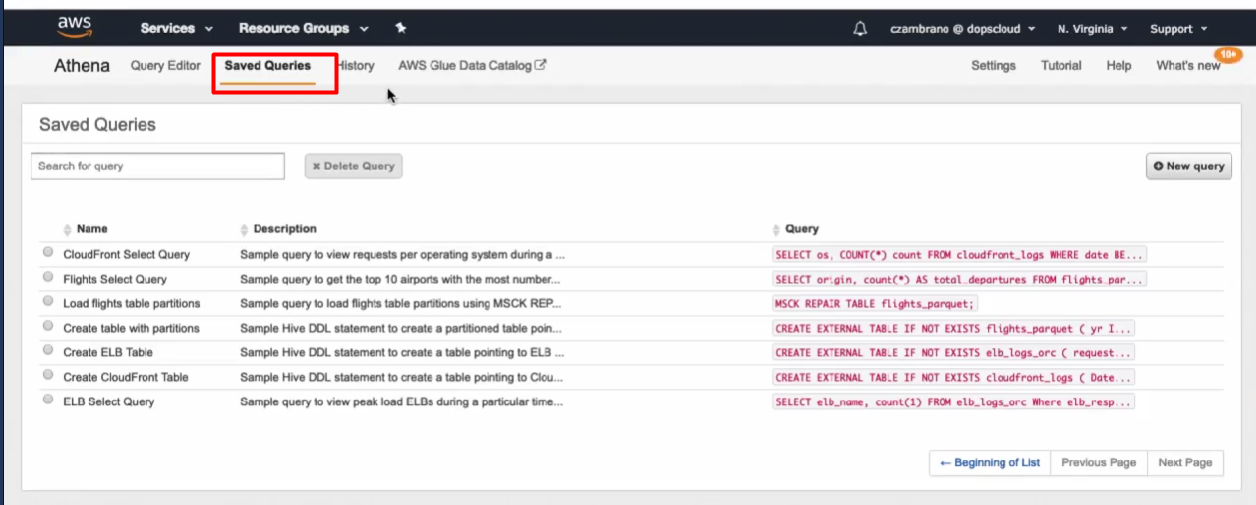 aws Services Resource Groups czambrano @ dopscloud N. Virginia Support
Athena Query Editor Saved Queries History AWS Glue Data Catalog Settings Tutorial Help What's new 10+
Saved Queries
Search for query × Delete Query New query
Name Description Query
CloudFront Select Query Sample query to view requests per operating system during a ... SELECT os, COUNT(*) count FROM cloudfront_logs WHERE date BE...
Flights Select Query Sample query to get the top 10 airports with the most number... SELECT origin, count(*) AS total_departures FROM flights_par...
Load flights table partitions Sample query to load flights table partitions using MSCK REP... MSCK REPAIR TABLE flights_parquet;
Create table with partitions Sample Hive DDL statement to create a partitioned table poin... CREATE EXTERNAL TABLE IF NOT EXISTS flights_parquet ( yr I...
Create ELB Table Sample Hive DDL statement to create a table pointing to ELB ... CREATE EXTERNAL TABLE IF NOT EXISTS elb_logs_orc ( request...
Create CloudFront Table Sample Hive DDL statement to create a table pointing to Clou... CREATE EXTERNAL TABLE IF NOT EXISTS cloudfront_logs ( Date...
ELB Select Query Sample query to view peak load ELBs during a particular time... SELECT elb_name, count(1) FROM elb_logs_orc Where elb_resp...
← Beginning of List Previous Page Next Page